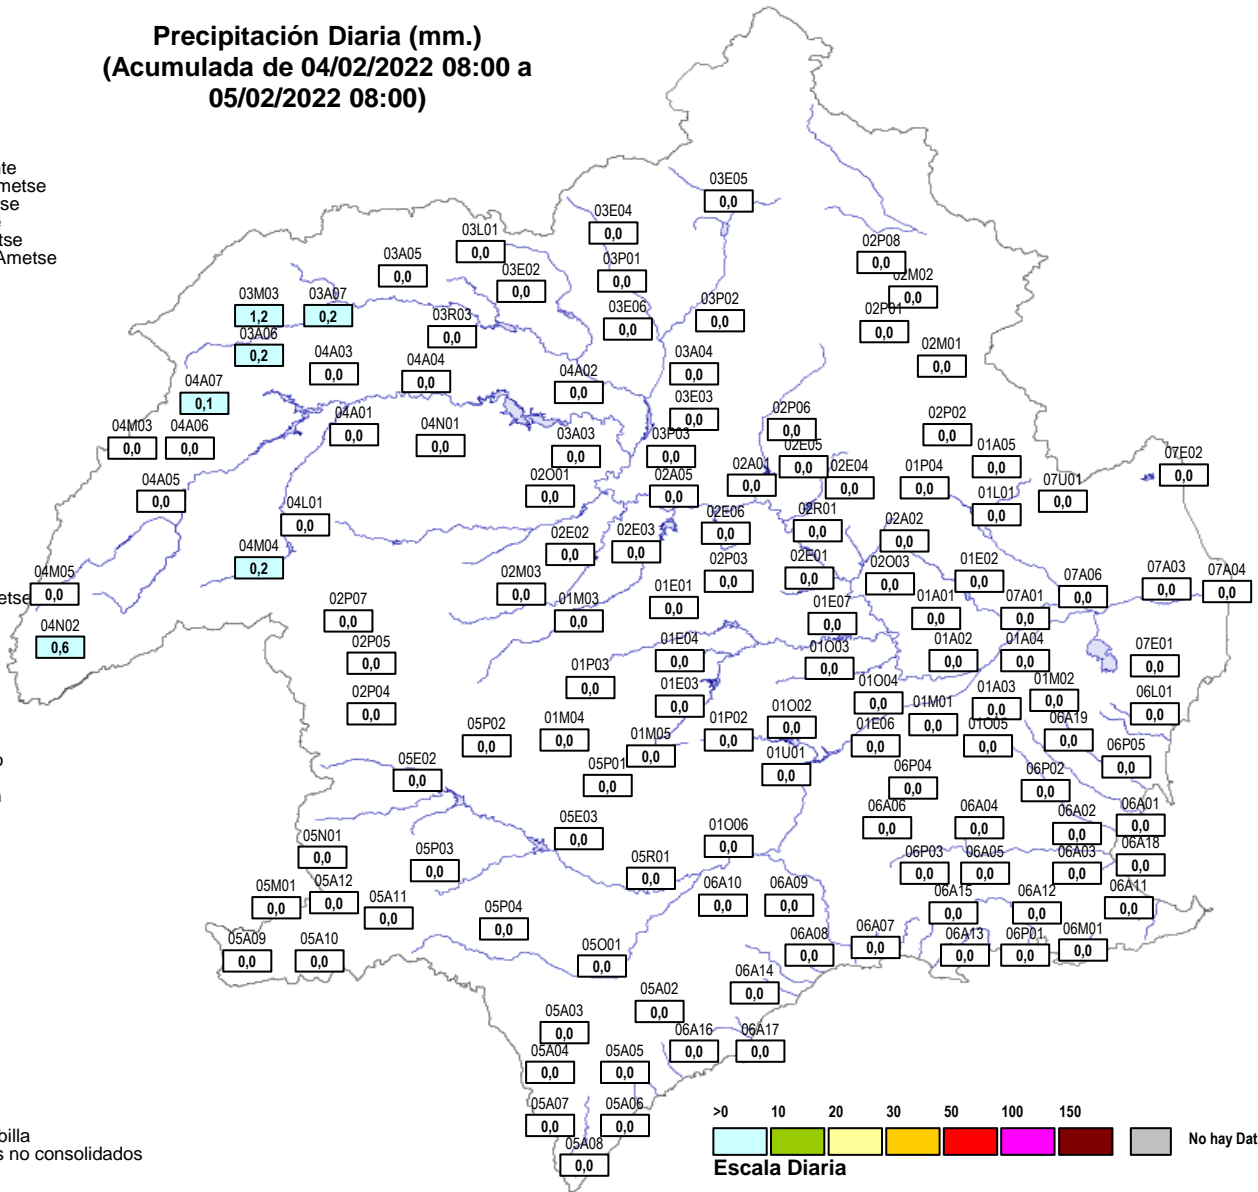 Precipitación Diaria (mm.)
(Acumulada de 04/02/2022 08:00 a
05/02/2022 08:00)
03E05
0,0
03E04
0,0
03L01
0,0
03A05
0,0
03E02
0,0
03P01
0,0
02P08
0,0
02M02
0,0
03M03
1,2
03A07
0,2
03R03
0,0
03E06
0,0
03P02
0,0
02P01
0,0
03A06
0,2
04A03
0,0
04A04
0,0
04A02
0,0
03A04
0,0
02M01
0,0
04A07
0,1
03E03
0,0
04M03
0,0
04A06
0,0
04A01
0,0
04N01
0,0
03A03
0,0
03P03
0,0
02P06
0,0
02P02
0,0
02E05
0,0
01A05
0,0
07E02
0,0
04A05
0,0
02O01
0,0
02A05
0,0
02A01
0,0
02E04
0,0
01P04
0,0
07U01
0,0
01L01
0,0
04L01
0,0
02E06
0,0
02R01
0,0
02A02
0,0
04M04
0,2
02E02
0,0
02E03
0,0
02P03
0,0
02E01
0,0
02O03
0,0
01E02
0,0
04M05
0,0
02M03
0,0
01M03
0,0
01E01
0,0
07A06
0,0
07A03
0,0
07A04
0,0
02P07
0,0
01E07
0,0
01A01
0,0
07A01
0,0
04N02
0,6
02P05
0,0
01E04
0,0
01O03
0,0
01A02
0,0
01A04
0,0
07E01
0,0
01P03
0,0
01E03
0,0
01O04
0,0
01M01
0,0
01A03
0,0
01M02
0,0
06L01
0,0
02P04
0,0
05P02
0,0
01M04
0,0
01M05
0,0
01P02
0,0
01O02
0,0
01E06
0,0
01O05
0,0
06A19
0,0
06P05
0,0
05E02
0,0
05P01
0,0
01U01
0,0
06P04
0,0
06P02
0,0
05E03
0,0
01O06
0,0
06A06
0,0
06A04
0,0
06A02
0,0
06A01
0,0
05N01
0,0
05P03
0,0
05R01
0,0
06P03
0,0
06A05
0,0
06A03
0,0
06A18
0,0
05M01
0,0
05A12
0,0
05A11
0,0
05P04
0,0
06A10
0,0
06A09
0,0
06A15
0,0
06A12
0,0
06A11
0,0
05A09
0,0
05A10
0,0
05O01
0,0
06A08
0,0
06A07
0,0
06A13
0,0
06P01
0,0
06M01
0,0
06A14
0,0
05A02
0,0
05A03
0,0
06A16
0,0
06A17
0,0
05A04
0,0
05A05
0,0
05A07
0,0
05A06
0,0
05A08
0,0
>0 10 20 30 50 100 150
No hay Dat
Escala Diaria
nte
metse
se
tse
Ametse
etse
billa
s no consolidados